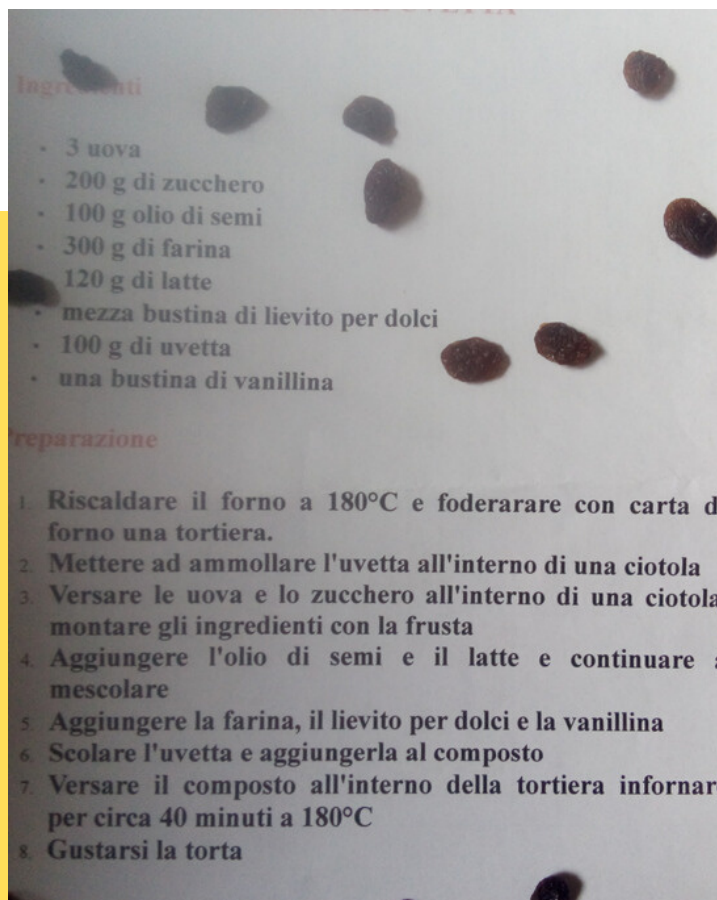 Ingredienti
· 3 uova
· 200 g di zucchero
· 100 g olio di semi
· 300 g di farina
120 g di latte
· mezza bustina di lievito per dolci
· 100 g di uvetta
· una bustina di vanillina
reparazione
1. Riscaldare il forno a 180°C e foderarare con carta d
forno una tortiera.
2. Mettere ad ammollare l'uvetta all'interno di una ciotola
3. Versare le uova e lo zucchero all'interno di una ciotola
montare gli ingredienti con la frusta
4. Aggiungere l'olio di semi e il latte e continuare a
mescolare
5. Aggiungere la farina, il lievito per dolci e la vanillina
6. Scolare l'uvetta e aggiungerla al composto
7. Versare il composto all'interno della tortiera infornare
per circa 40 minuti a 180°C
8. Gustarsi la torta